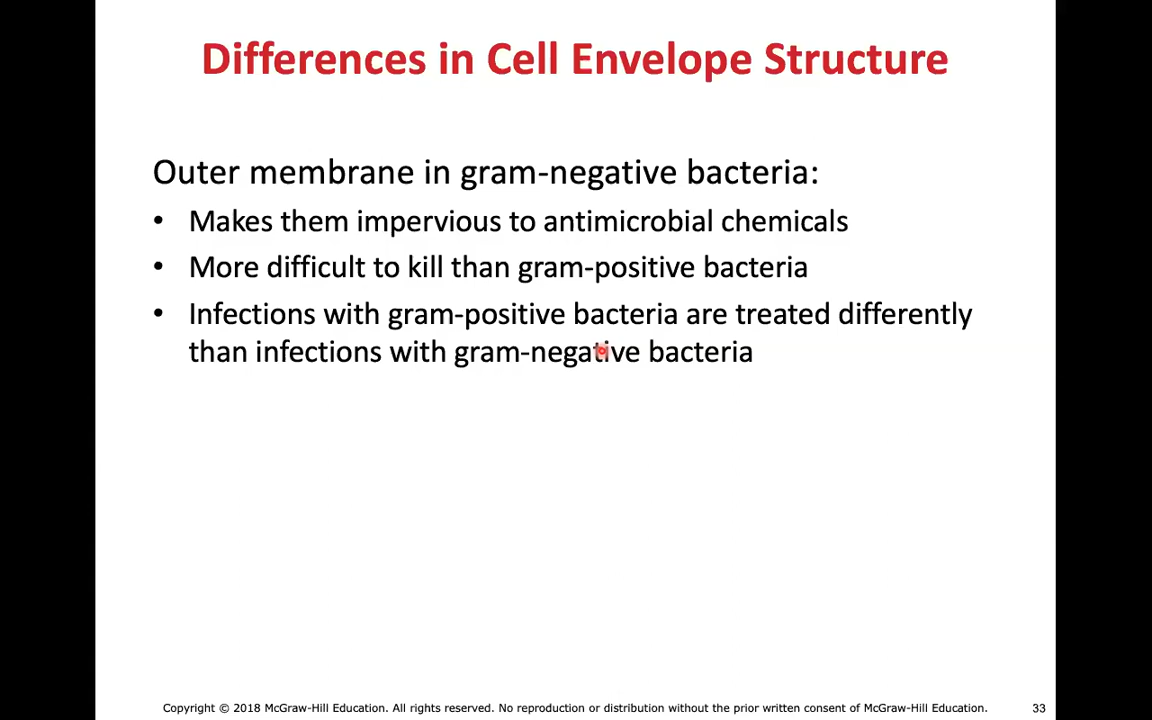 Differences in Cell Envelope Structure
Outer membrane in gram-negative bacteria:
• Makes them impervious to antimicrobial chemicals
• More difficult to kill than gram-positive bacteria
• Infections with gram-positive bacteria are treated differently
than infections with gram-negative bacteria
Copyright © 2018 McGraw-Hill Education. All rights reserved. No reproduction or distribution without the prior written consent of McGraw-Hill Education.
33